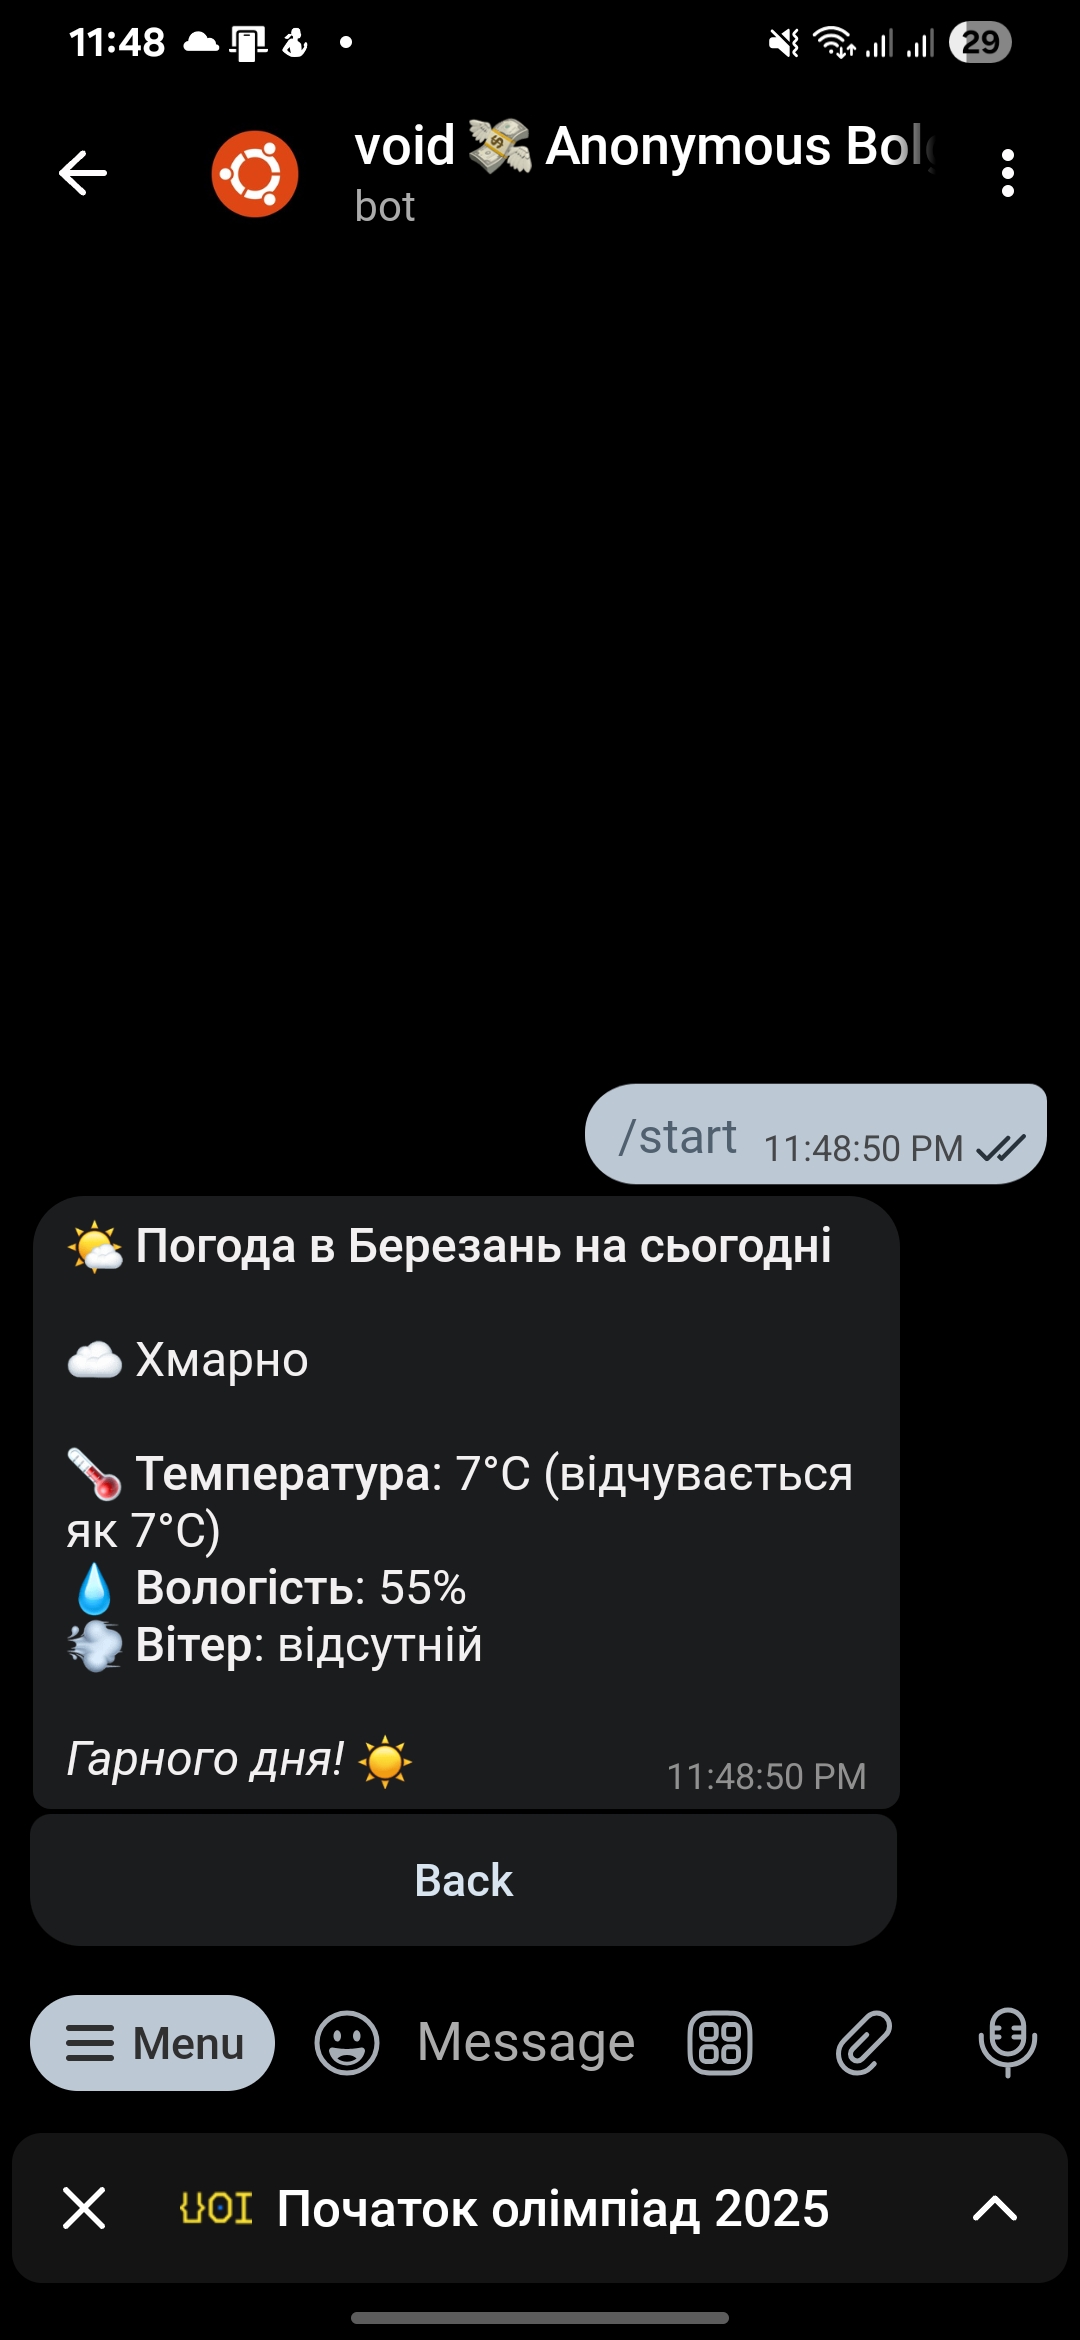 11:48
29
void 💸 Anonymous Bol
bot
/start 11:48:50 PM
🌤 Погода в Березань на сьогодні
☁️ Хмарно
🌡 Температура: 7°C (відчувається
як 7°C)
💧 Вологість: 55%
💨 Вітер: відсутній
Гарного дня! ☀️ 11:48:50 PM
Back
Menu Message
UOI Початок олімпіад 2025